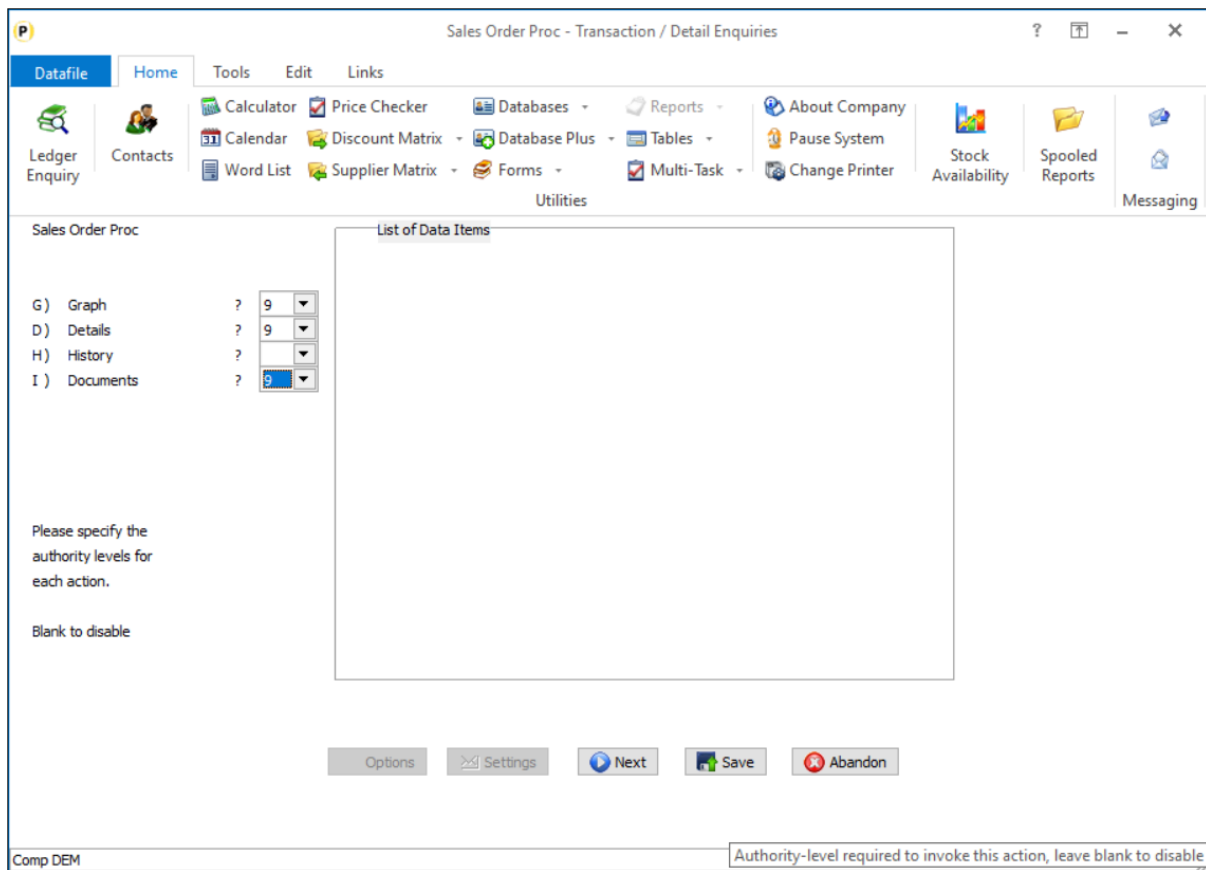 P
Sales Order Proc - Transaction / Detail Enquiries
?
Datafile
Home
Tools
Edit
Links
Ledger
Enquiry
Contacts
Calculator
Price Checker
Databases
Reports
About Company
31 Calendar
Discount Matrix
Database Plus
Tables
Pause System
Word List
Supplier Matrix
Forms
Multi-Task
Change Printer
Stock
Availability
Spooled
Reports
Utilities
Messaging
Sales Order Proc
List of Data Items
G) Graph ? 9
D) Details ? 9
H) History ?
I ) Documents ? 9
Please specify the
authority levels for
each action.
Blank to disable
Options
Settings
Next
Save
Abandon
Comp DEM
Authority-level required to invoke this action, leave blank to disable